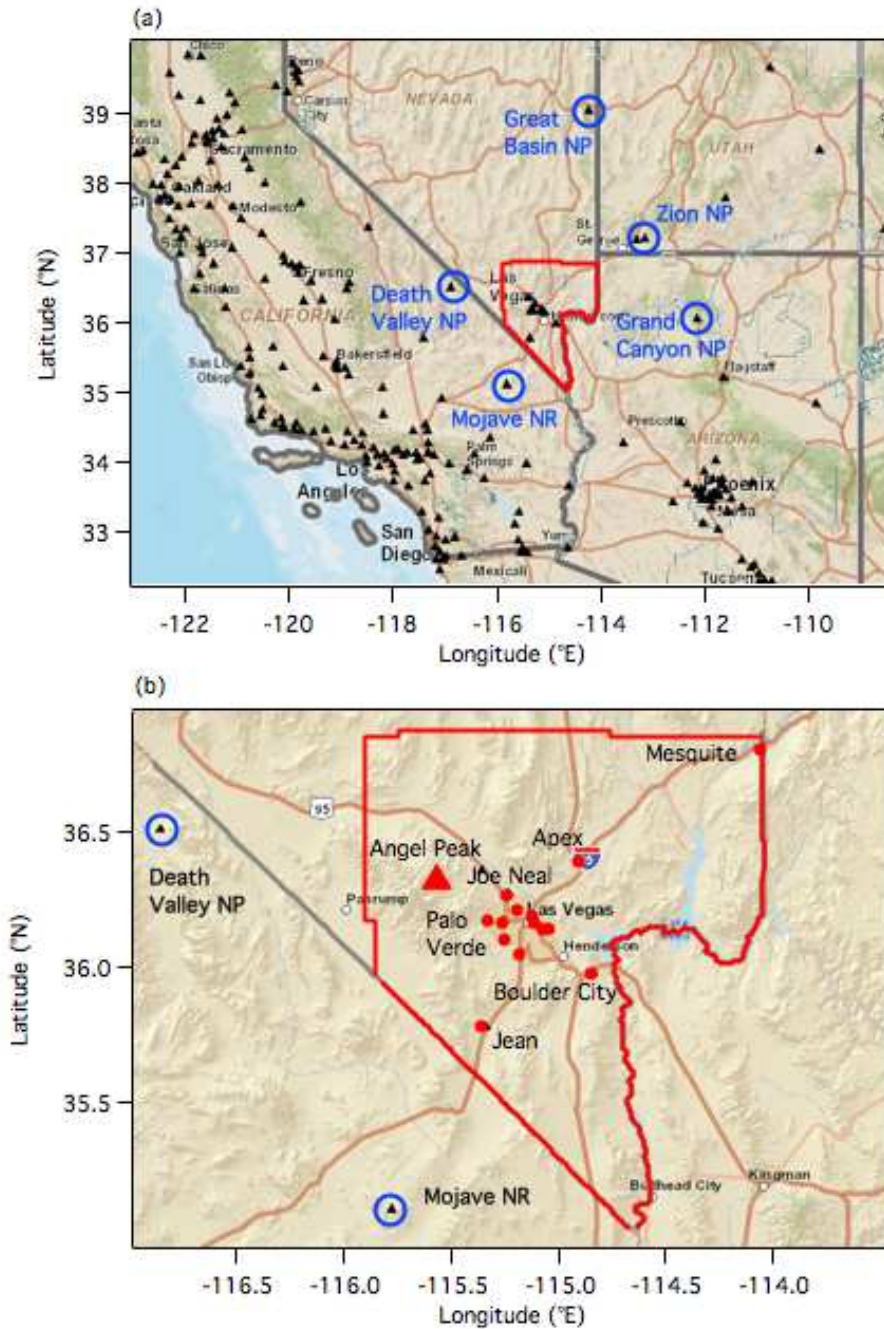 (a)
Chico
Reno
Carson
City
NEVADA
Great
Basin NP
UTAH
Sacramento
Oakland
Modesto
San Jose
Fresno
Salinas
CALIFORNIA
Bakersfield
Death
Valley NP
Las
Vegas
St.
Zion NP
Grand
Canyon NP
Flagstaff
Mojave NR
Prescott
ARIZONA
San Luis
Obispo
Palm
Springs
Los
Angeles
Phoenix
Mesa
San
Diego
Mexicali
Yuma
Tucson
39
38
37
36
35
34
33
Latitude (°N)
-122
-120
-118
-116
-114
-112
-110
Longitude (°E)
(b)
Mesquite
95
Apex
Angel Peak
Joe Neal
Death
Valley NP
Pahrump
Palo
Verde
Las Vegas
Henderson
Boulder City
Jean
Mojave NR
Bullhead City
Kingman
36.5
36.0
35.5
Latitude (°N)
-116.5
-116.0
-115.5
-115.0
-114.5
-114.0
Longitude (°E)